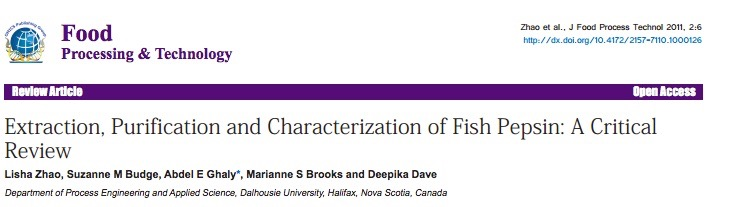 Food
Processing & Technology
Zhao et al., J Food Process Technol 2011, 2:6
http://dx.doi.org/10.4172/2157-7110.1000126
Review Article
Open Access
Extraction, Purification and Characterization of Fish Pepsin: A Critical
Review
Lisha Zhao, Suzanne M Budge, Abdel E Ghaly*, Marianne S Brooks and Deepika Dave
Department of Process Engineering and Applied Science, Dalhousie University, Halifax, Nova Scotia, Canada